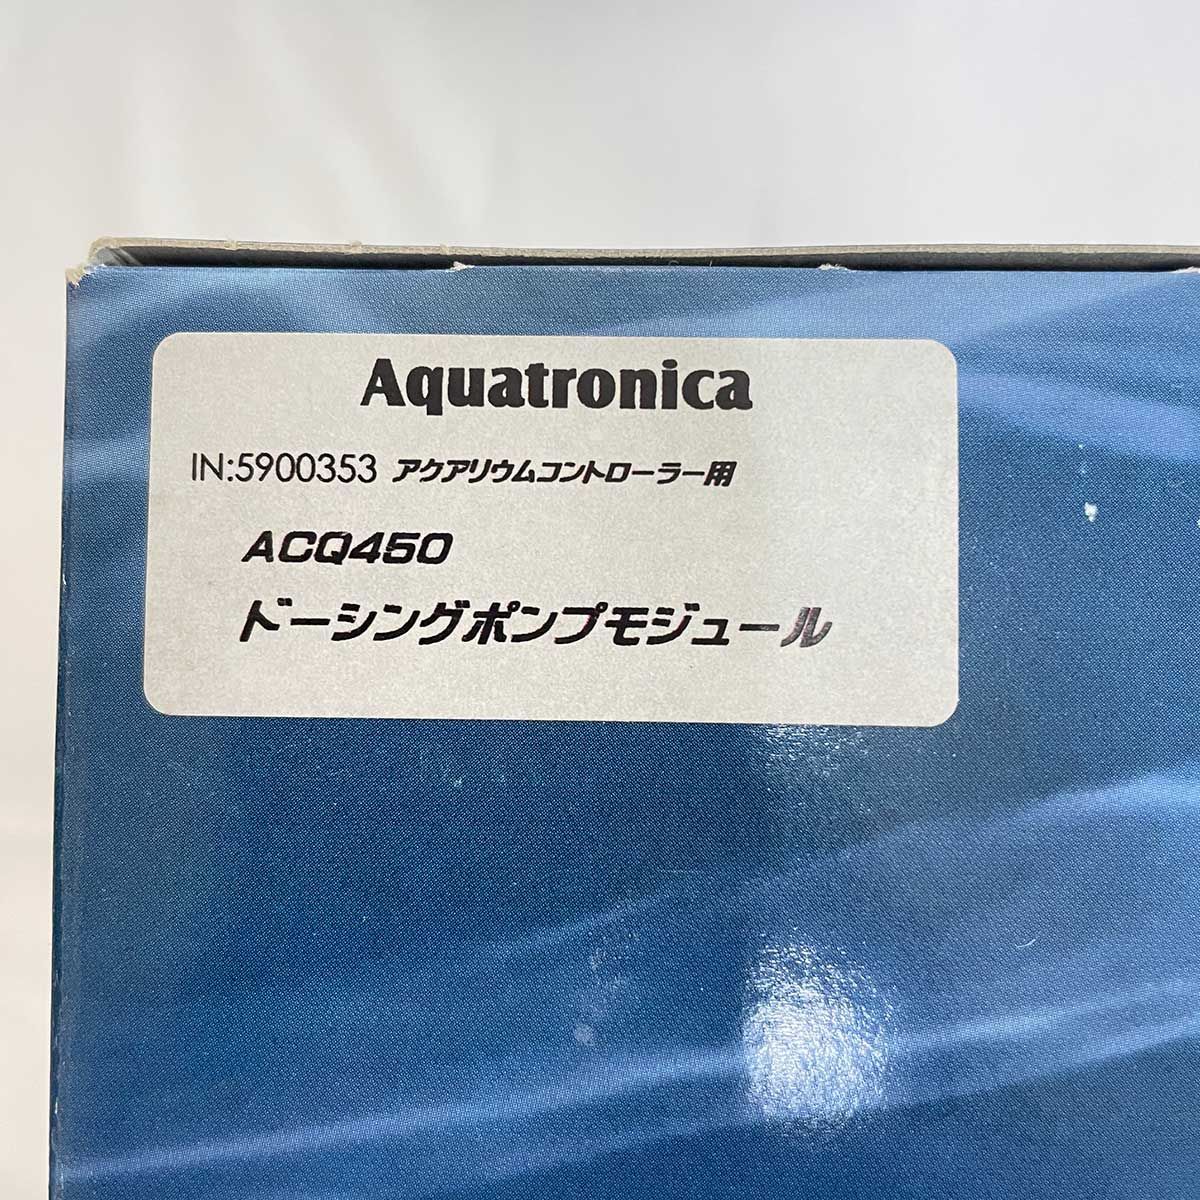 Aquatronica
IN:5900353 アクアリウムコントローラー用
ACQ450
ドーシングポンプモジュール